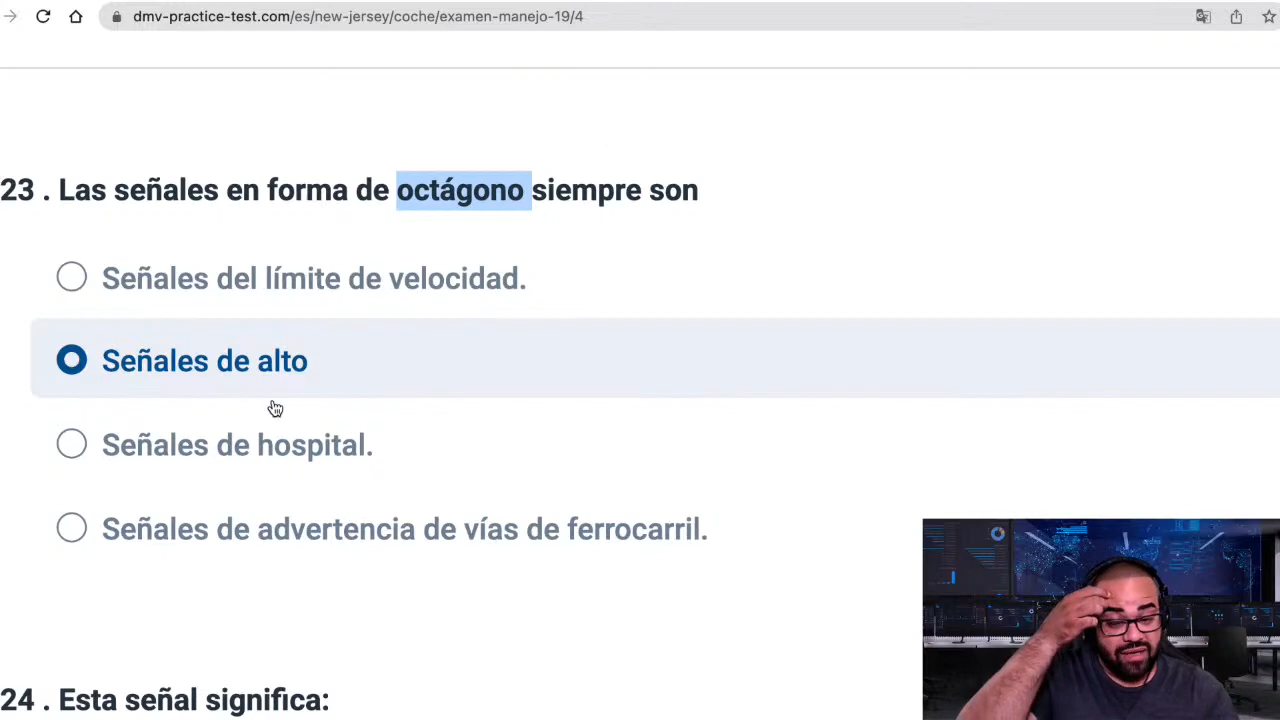 dmv-practice-test.com/es/new-jersey/coche/examen-manejo-19/4
23 . Las señales en forma de octágono siempre son
Señales del límite de velocidad.
Señales de alto
Señales de hospital.
Señales de advertencia de vías de ferrocarril.
24 . Esta señal significa: